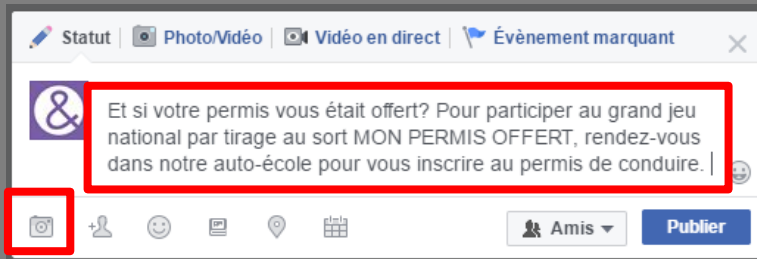 Statut Photo/Vidéo Vidéo en direct Évènement marquant
&
Et si votre permis vous était offert? Pour participer au grand jeu
national par tirage au sort MON PERMIS OFFERT, rendez-vous
dans notre auto-école pour vous inscrire au permis de conduire.
Amis Publier